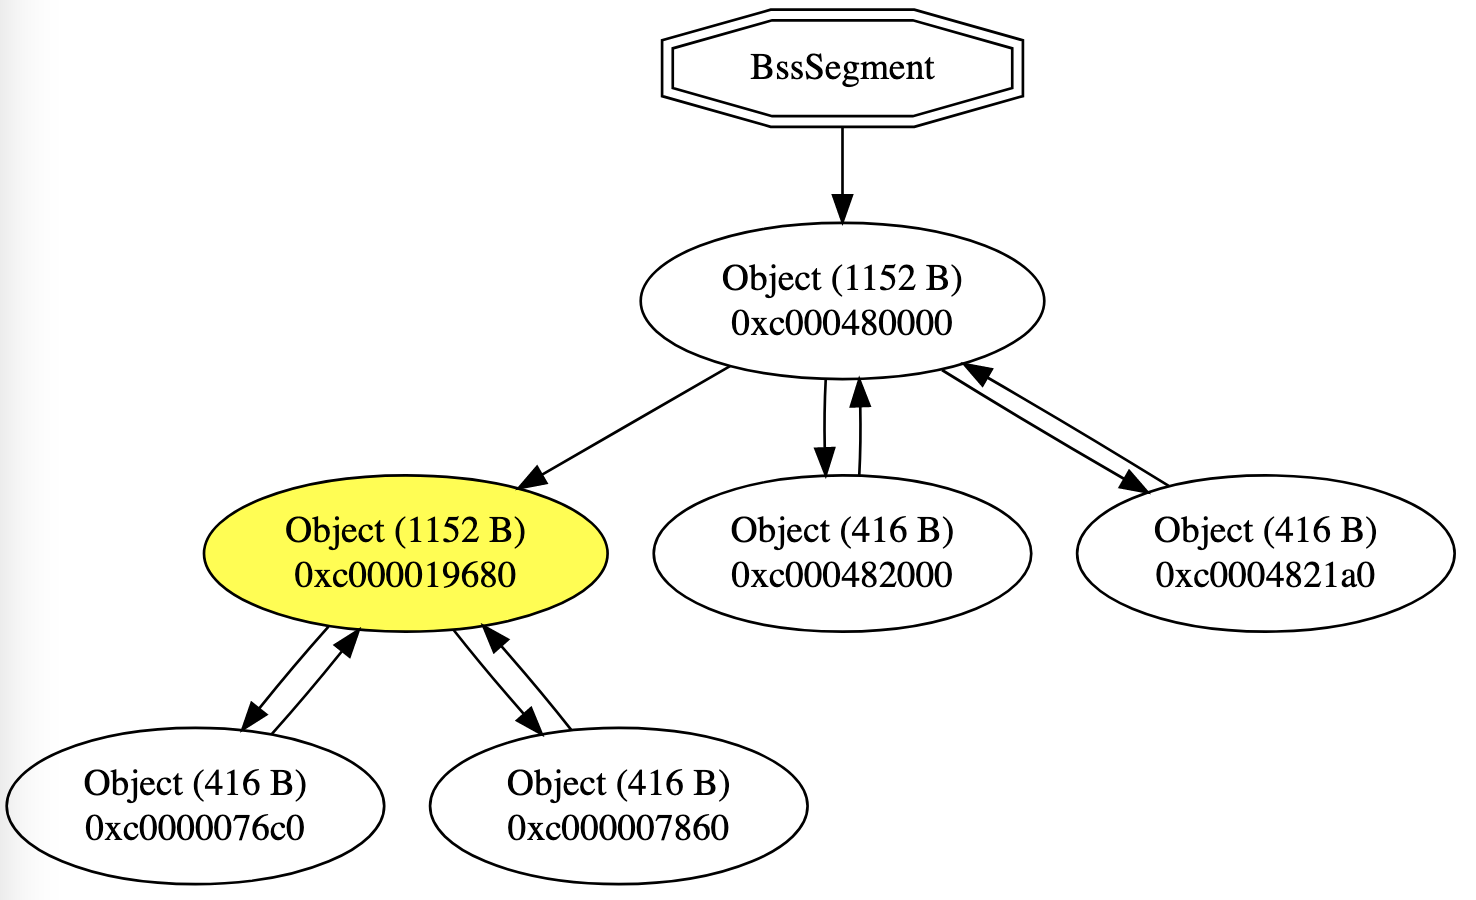 BssSegment
Object (1152 B)
0xc000480000
Object (1152 B)
0xc000019680
Object (416 B)
0xc000482000
Object (416 B)
0xc0004821a0
Object (416 B)
0xc0000076c0
Object (416 B)
0xc000007860